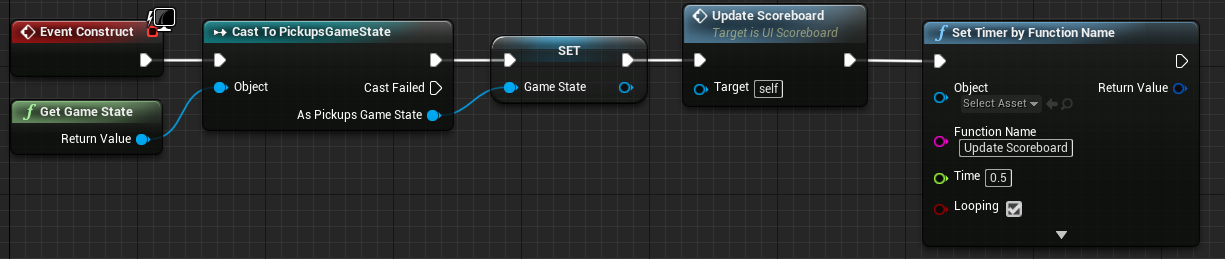 Event Construct
f Get Game State
Return Value
Cast To PickupsGameState
Object
Cast Failed
As Pickups Game State
SET
Game State
Update Scoreboard
Target is UI Scoreboard
Target self
f Set Timer by Function Name
Object
Select Asset
Return Value
Function Name
Update Scoreboard
Time 0.5
Looping